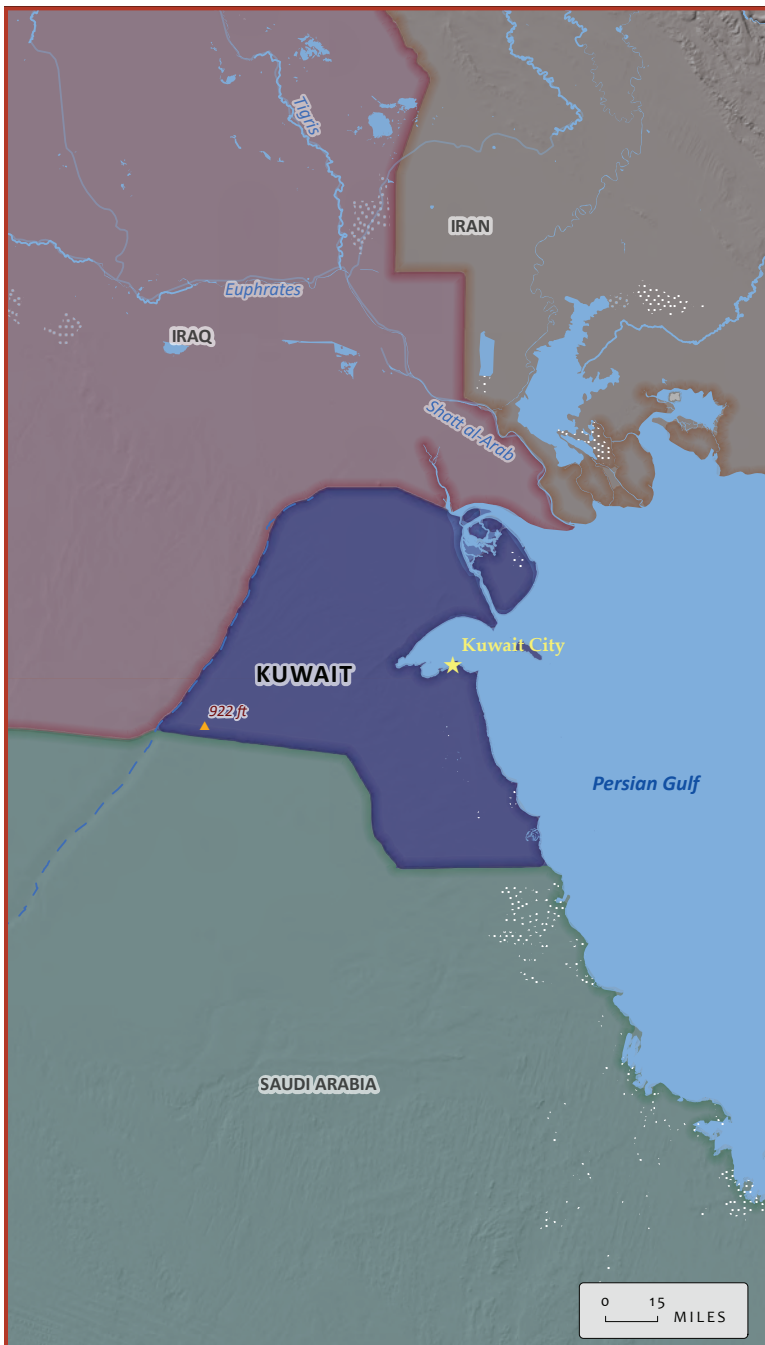 Tigris
IRAN
Euphrates
IRAQ
Shatt al-Arab
Kuwait City
KUWAIT
922 ft
Persian Gulf
SAUDI ARABIA
0 15
MILES